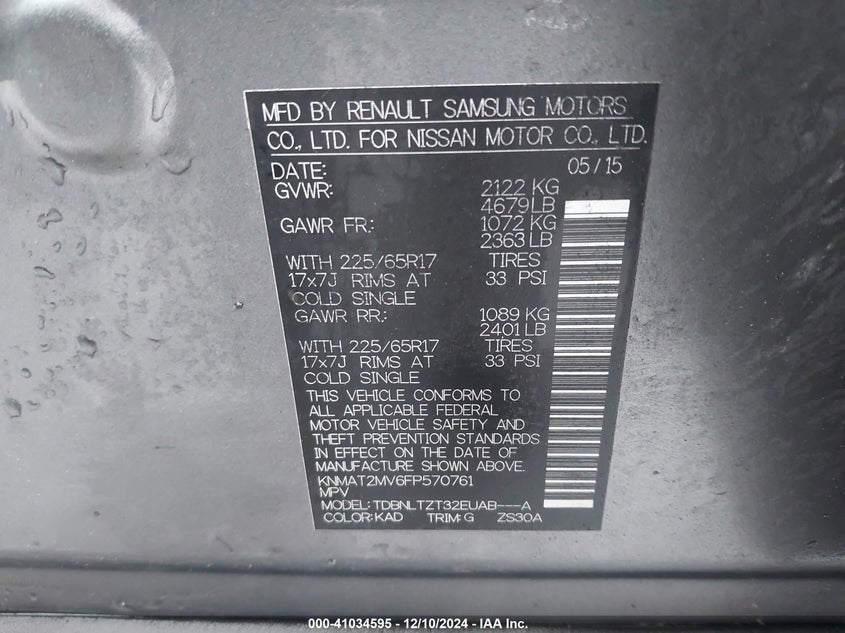 MFD BY RENAULT SAMSUNG MOTORS
CO., LTD. FOR NISSAN MOTOR CO., LTD.
DATE: 05/15
GVWR: 2122 KG
4679 LB
GAWR FR.: 1072 KG
2363 LB
WITH 225/65R17 TIRES
17x7J RIMS AT 33 PSI
COLD SINGLE
GAWR RR.: 1089 KG
2401 LB
WITH 225/65R17 TIRES
17x7J RIMS AT 33 PSI
COLD SINGLE
THIS VEHICLE CONFORMS TO
ALL APPLICABLE FEDERAL
MOTOR VEHICLE SAFETY AND
THEFT PREVENTION STANDARDS
IN EFFECT ON THE DATE OF
MANUFACTURE SHOWN ABOVE.
KNMAT2MV6FP570761
MPV
MODEL: TDBNLTZT32EUAB---A
COLOR: KAD TRIM: G ZS30A
000-41034595 - 12/10/2024 - IAA Inc.